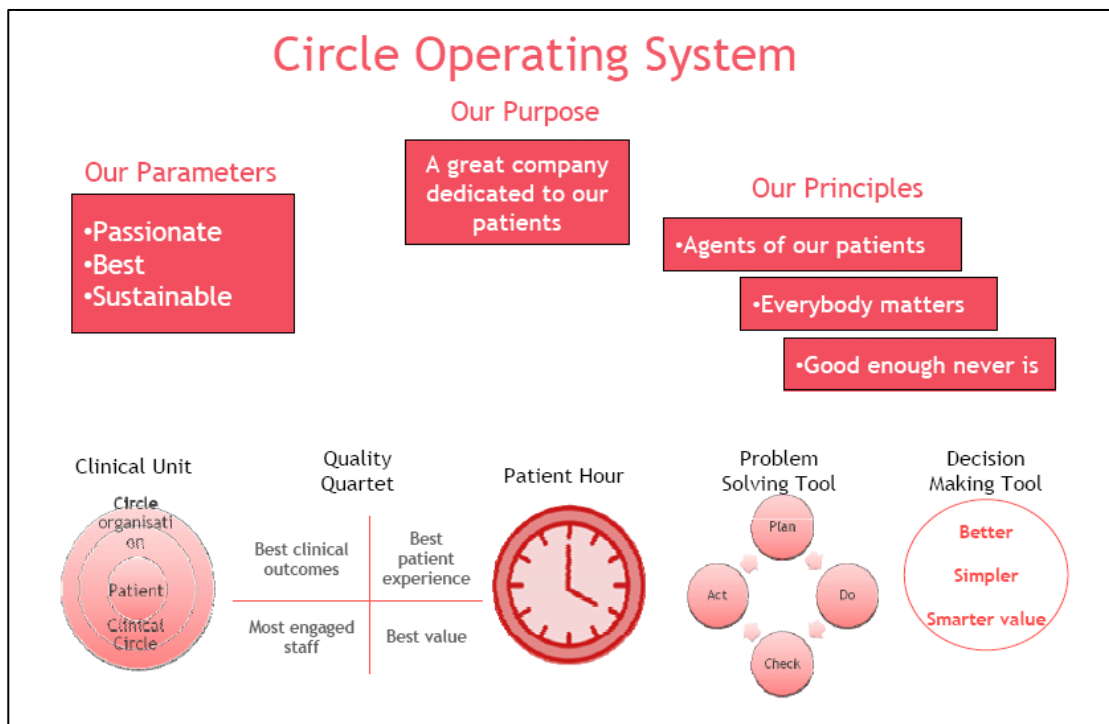 Circle Operating System
Our Purpose
A great company
dedicated to our
patients
Our Parameters
•Passionate
•Best
•Sustainable
Our Principles
•Agents of our patients
•Everybody matters
•Good enough never is
Clinical Unit
Circle
organisati
on
Patient
Clinical
Circle
Quality
Quartet
Best clinical
outcomes
Best
patient
experience
Most engaged
staff
Best value
Patient Hour
Problem
Solving Tool
Plan
Do
Check
Act
Decision
Making Tool
Better
Simpler
Smarter value